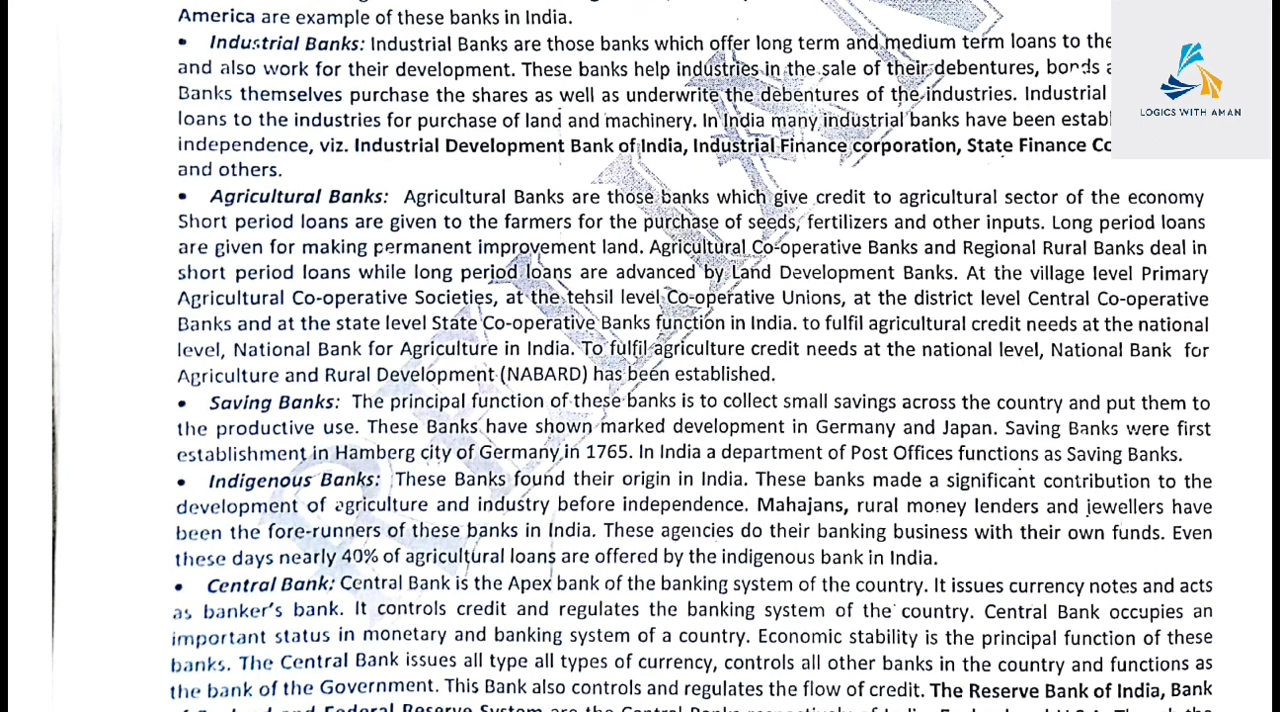 America are example of these banks in India.
• Industrial Banks: Industrial Banks are those banks which offer long term and medium term loans to the
and also work for their development. These banks help industries in the sale of their debentures, bonds
Banks themselves purchase the shares as well as underwrite the debentures of the industries. Industrial
loans to the industries for purchase of land and machinery. In India many industrial banks have been estab
independence, viz. Industrial Development Bank of India, Industrial Finance corporation, State Finance Co
and others.
LOGICS WITH AMAN
• Agricultural Banks: Agricultural Banks are those banks which give credit to agricultural sector of the economy
Short period loans are given to the farmers for the purchase of seeds, fertilizers and other inputs. Long period loans
are given for making permanent improvement land. Agricultural Co-operative Banks and Regional Rural Banks deal in
short period loans while long period loans are advanced by Land Development Banks. At the village level Primary
Agricultural Co-operative Societies, at the tehsil level Co-operative Unions, at the district level Central Co-operative
Banks and at the state level State Co-operative Banks function in India. to fulfil agricultural credit needs at the national
level, National Bank for Agriculture in India. To fulfil agriculture credit needs at the national level, National Bank for
Agriculture and Rural Development (NABARD) has been established.
• Saving Banks: The principal function of these banks is to collect small savings across the country and put them to
the productive use. These Banks have shown marked development in Germany and Japan. Saving Banks were first
establishment in Hamberg city of Germany in 1765. In India a department of Post Offices functions as Saving Banks.
• Indigenous Banks: These Banks found their origin in India. These banks made a significant contribution to the
development of agriculture and industry before independence. Mahajans, rural money lenders and jewellers have
been the fore-runners of these banks in India. These agencies do their banking business with their own funds. Even
these days nearly 40% of agricultural loans are offered by the indigenous bank in India.
• Central Bank: Central Bank is the Apex bank of the banking system of the country. It issues currency notes and acts
as banker's bank. It controls credit and regulates the banking system of the country. Central Bank occupies an
important status in monetary and banking system of a country. Economic stability is the principal function of these
banks. The Central Bank issues all type all types of currency, controls all other banks in the country and functions as
the bank of the Government. This Bank also controls and regulates the flow of credit. The Reserve Bank of India, Bank